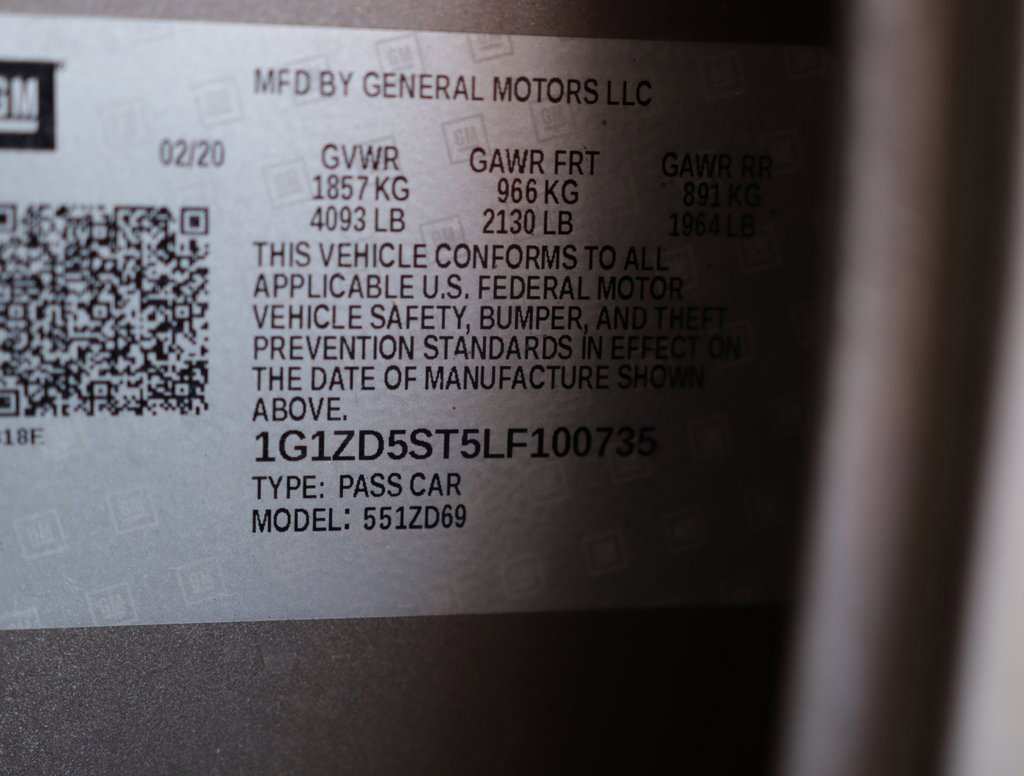 GM
MFD BY GENERAL MOTORS LLC
02/20 GVWR GAWR FRT GAWR RR
1857 KG 966 KG 891 KG
4093 LB 2130 LB 1964 LB
THIS VEHICLE CONFORMS TO ALL
APPLICABLE U.S. FEDERAL MOTOR
VEHICLE SAFETY, BUMPER, AND THEFT
PREVENTION STANDARDS IN EFFECT ON
THE DATE OF MANUFACTURE SHOWN
ABOVE.
1G1ZD5ST5LF100735
TYPE: PASS CAR
MODEL: 551ZD69